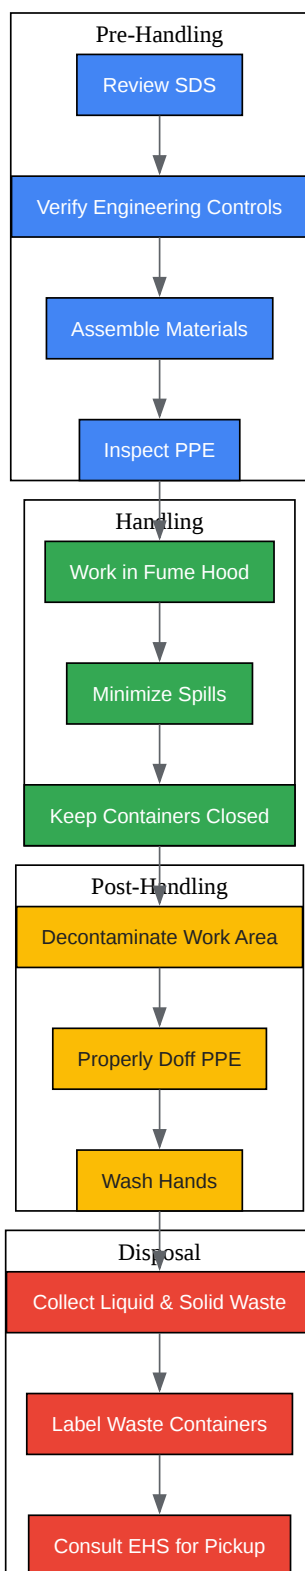 Pre-Handling
Review SDS
Verify Engineering Controls
Assemble Materials
Inspect PPE
Handling
Work in Fume Hood
Minimize Spills
Keep Containers Closed
Post-Handling
Decontaminate Work Area
Properly Doff PPE
Wash Hands
Disposal
Collect Liquid & Solid Waste
Label Waste Containers
Consult EHS for Pickup